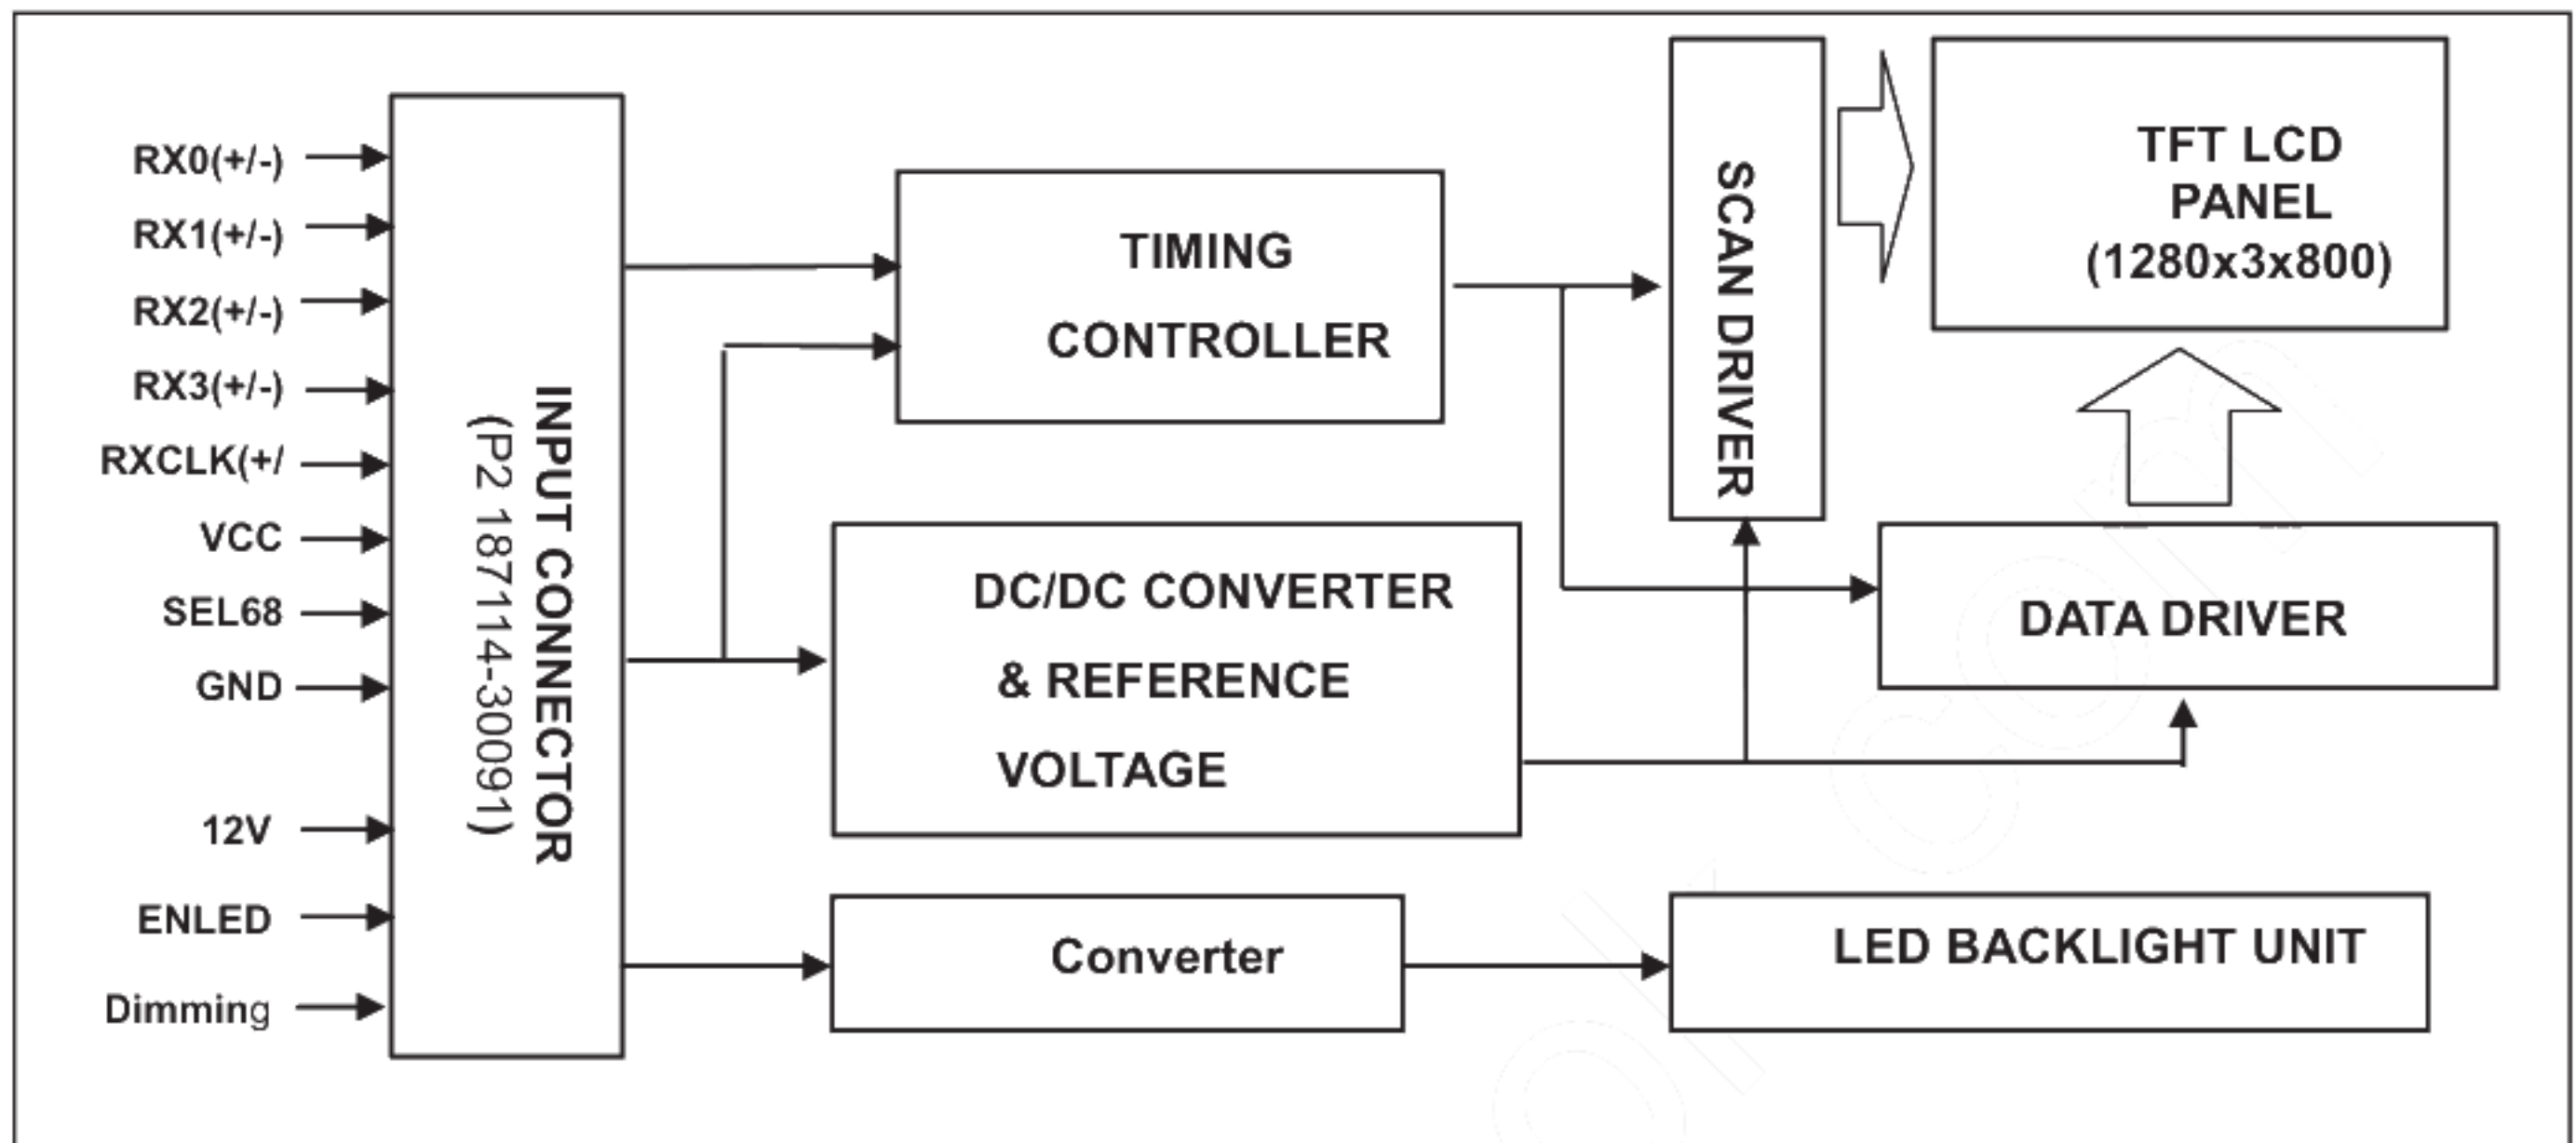 RX0(+/-)
RX1(+/-)
RX2(+/-)
RX3(+/-)
RXCLK(+/
VCC
SEL68
GND
12V
ENLED
Dimming
INPUT CONNECTOR
(P2 187114-30091)
TIMING
CONTROLLER
DC/DC CONVERTER
& REFERENCE
VOLTAGE
Converter
SCAN DRIVER
TFT LCD
PANEL
(1280x3x800)
DATA DRIVER
LED BACKLIGHT UNIT